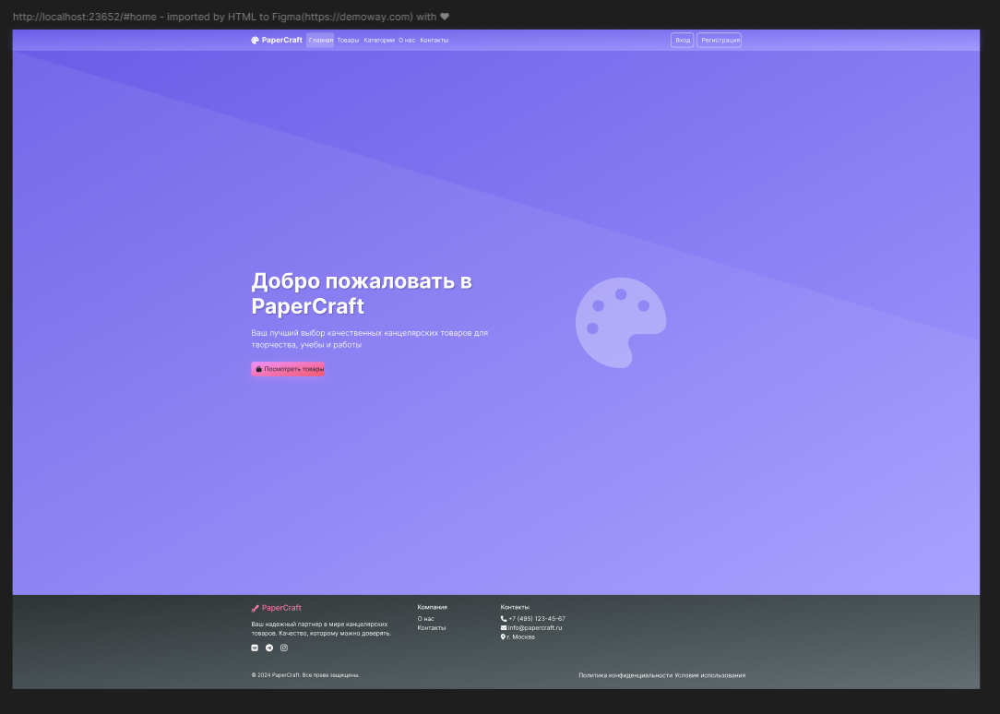 http://localhost:23652/#home - imported by HTML to Figma(https://demoway.com) with ❤
PaperCraft Главная Товары Категории О нас Контакты Вход Регистрация
Добро пожаловать в
PaperCraft
Ваш лучший выбор качественных канцелярских товаров для
творчества, учебы и работы
Посмотреть товары
PaperCraft
Ваш надежный партнер в мире канцелярских
товаров. Качество, которому можно доверять.
Компания
О нас
Контакты
Контакты
+7 (495) 123-45-67
info@papercraft.ru
г. Москва
© 2024 PaperCraft. Все права защищены.
Политика конфиденциальности Условия использования